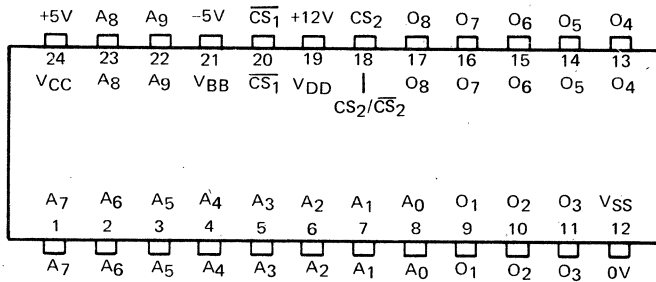 +5V A8 A9 -5V C̅S̅1̅ +12V CS2 O8 O7 O6 O5 O4
24 23 22 21 20 19 18 17 16 15 14 13
VCC A8 A9 VBB C̅S̅1̅ VDD O8 O7 O6 O5 O4
CS2/C̅S̅2
A7 A6 A5 A4 A3 A2 A1 A0 O1 O2 O3 VSS
1 2 3 4 5 6 7 8 9 10 11 12
A7 A6 A5 A4 A3 A2 A1 A0 O1 O2 O3 0V